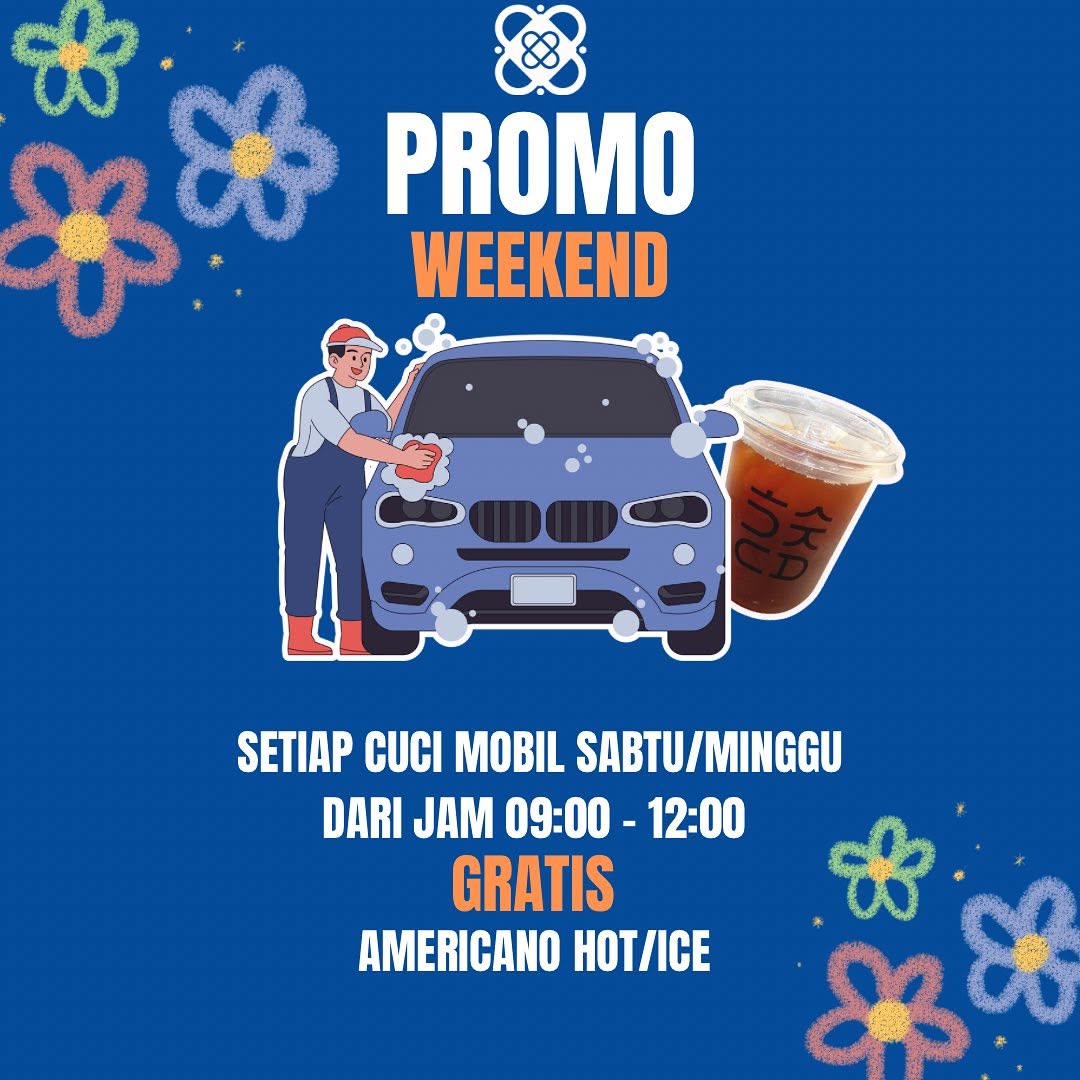 PROMO
WEEKEND
SETIAP CUCI MOBIL SABTU/MINGGU
DARI JAM 09:00 - 12:00
GRATIS
AMERICANO HOT/ICE